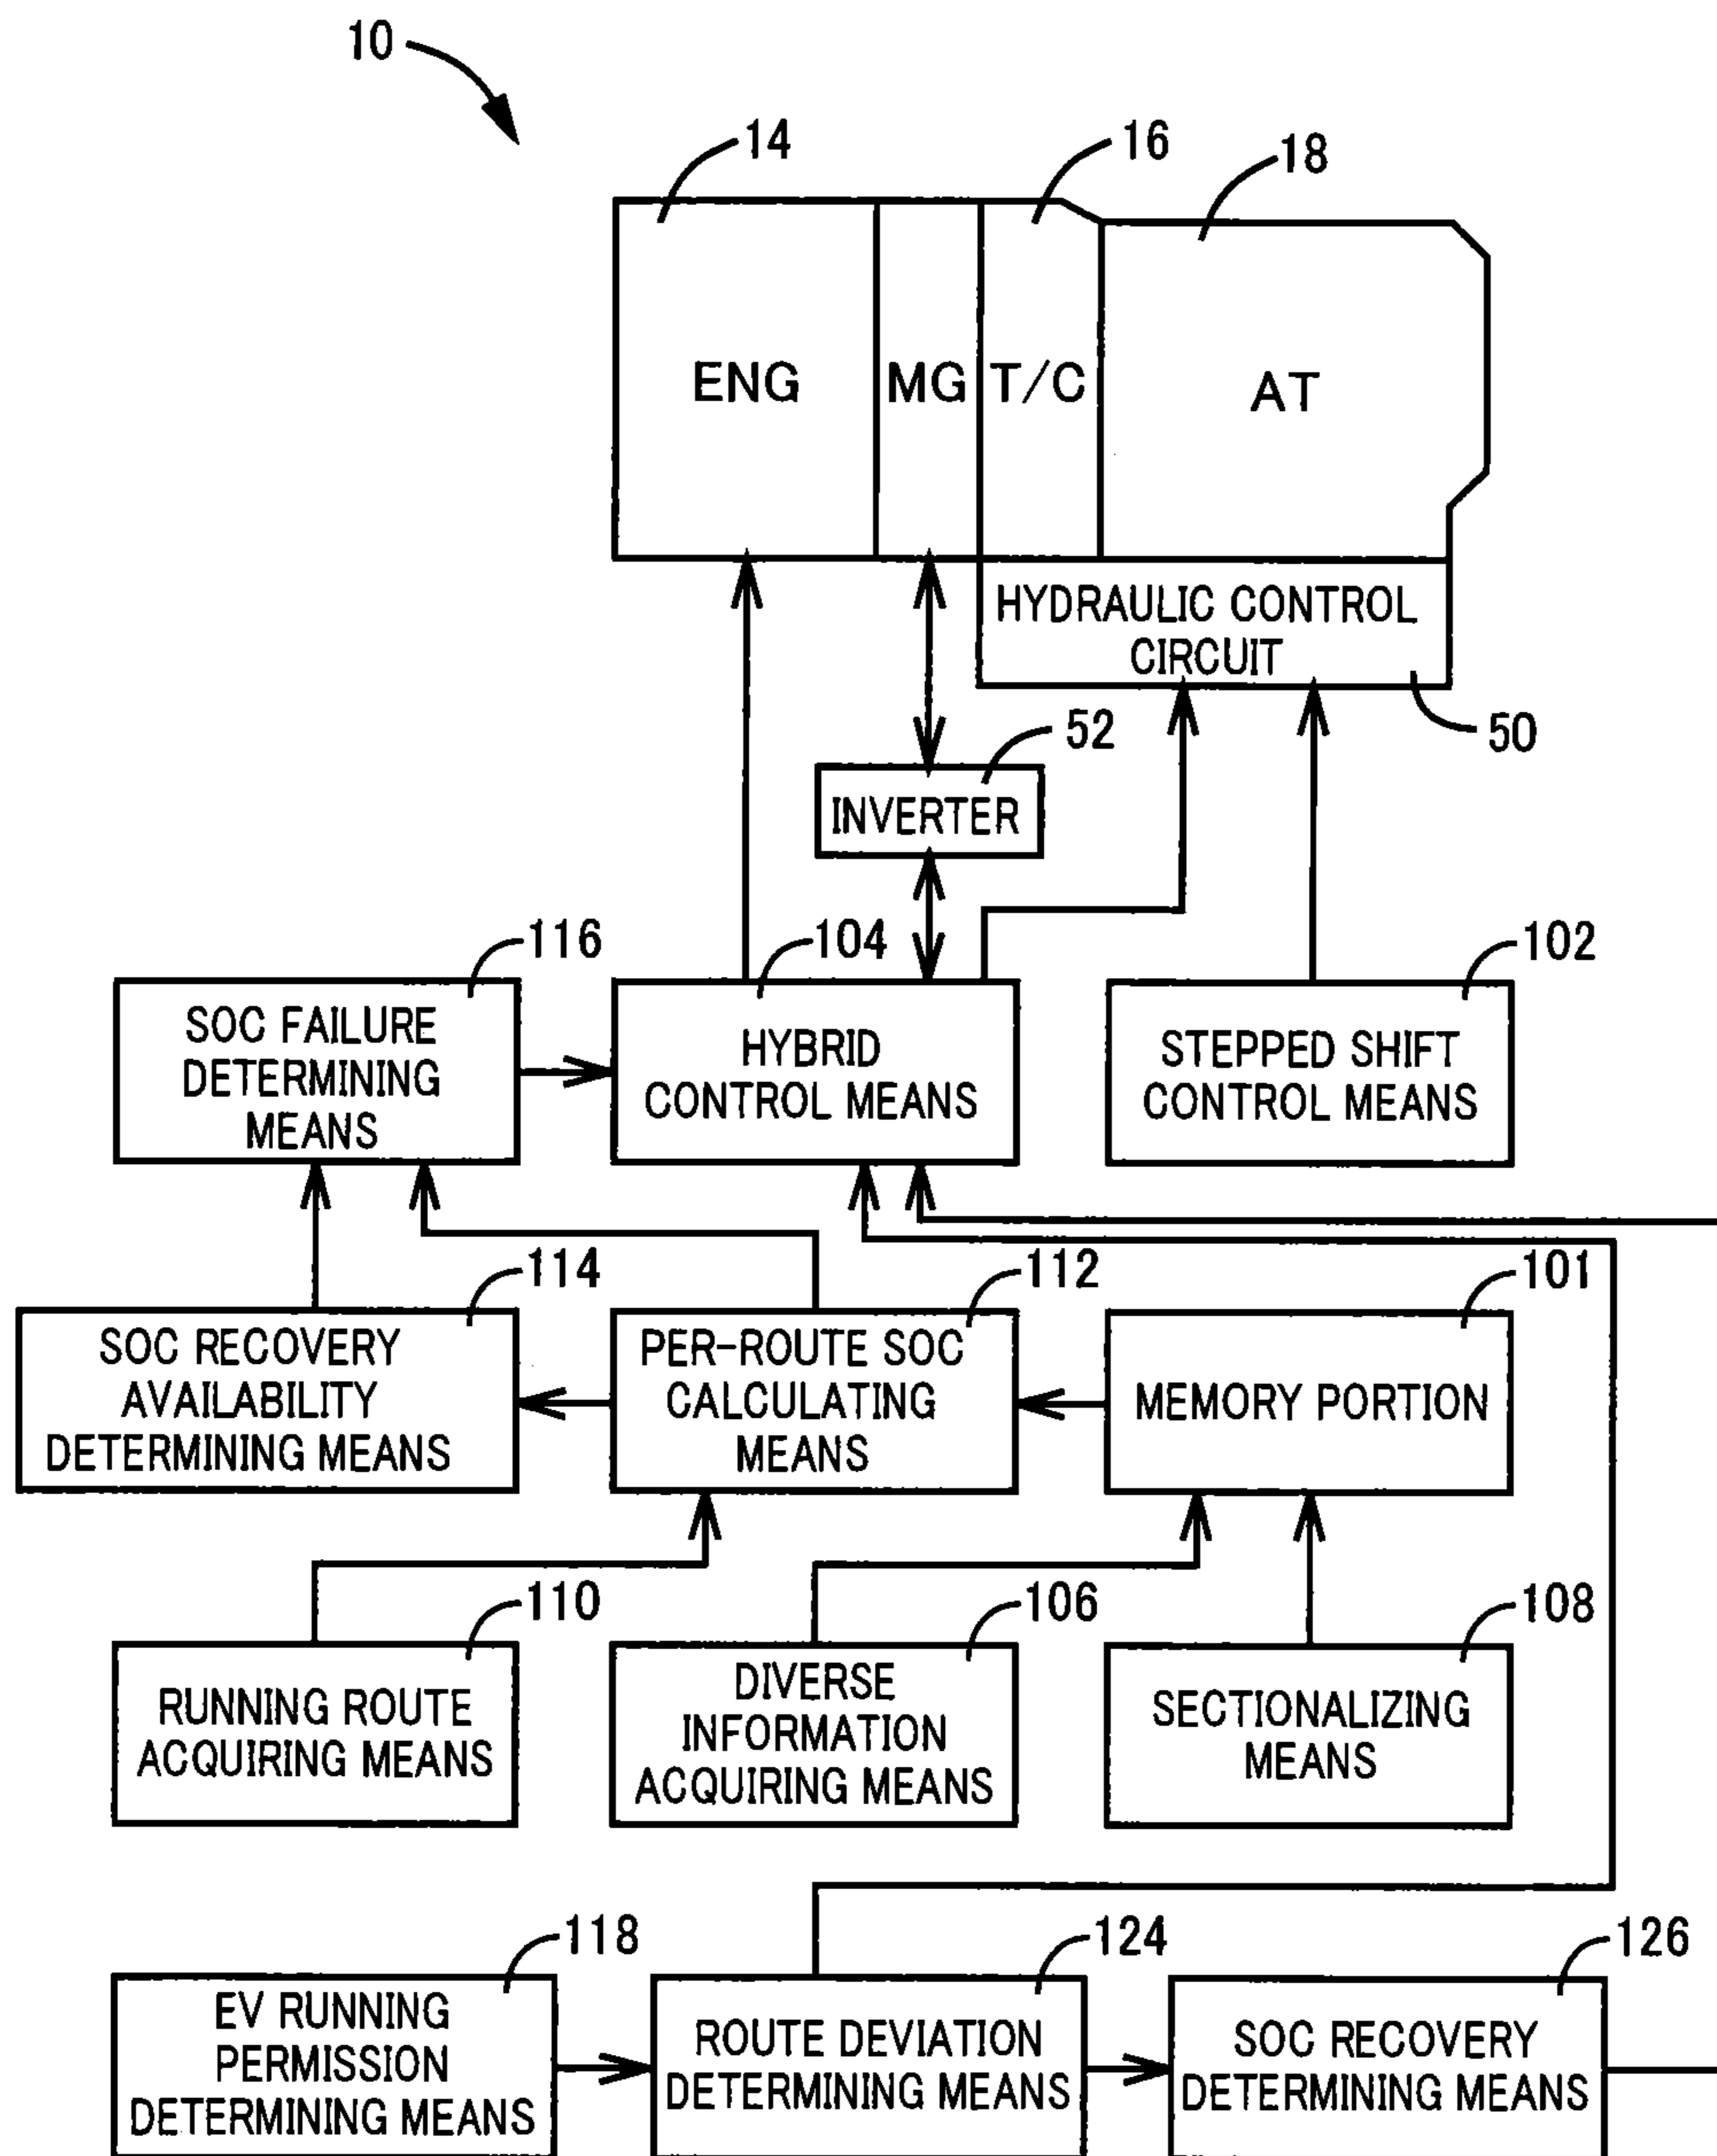 10
14
16
18
ENG
MG
T/C
AT
HYDRAULIC CONTROL
CIRCUIT
50
52
INVERTER
116
104
102
SOC FAILURE
DETERMINING
MEANS
HYBRID
CONTROL MEANS
STEPPED SHIFT
CONTROL MEANS
114
112
101
SOC RECOVERY
AVAILABILITY
DETERMINING MEANS
PER-ROUTE SOC
CALCULATING
MEANS
MEMORY PORTION
110
106
108
RUNNING ROUTE
ACQUIRING MEANS
DIVERSE
INFORMATION
ACQUIRING MEANS
SECTIONALIZING
MEANS
118
124
126
EV RUNNING
PERMISSION
DETERMINING MEANS
ROUTE DEVIATION
DETERMINING MEANS
SOC RECOVERY
DETERMINING MEANS